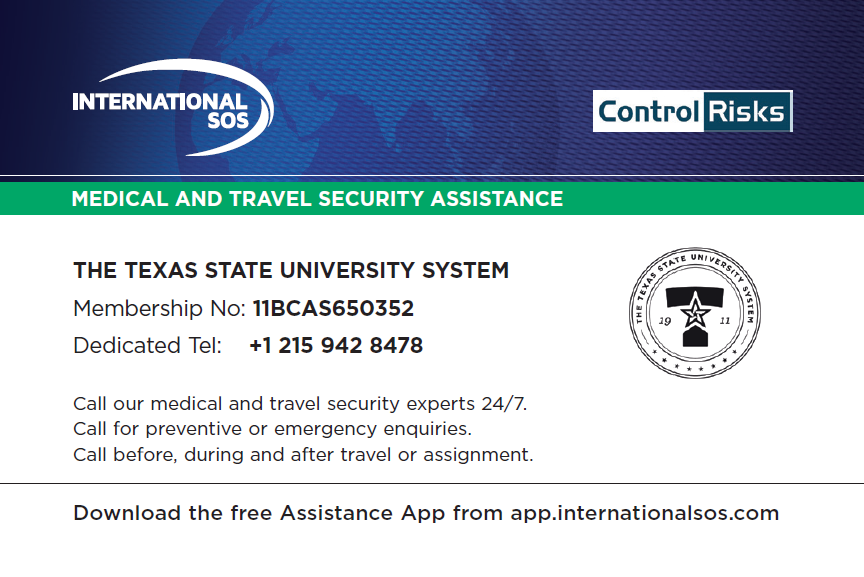 INTERNATIONAL
SOS
Control Risks
MEDICAL AND TRAVEL SECURITY ASSISTANCE
THE TEXAS STATE UNIVERSITY SYSTEM
Membership No: 11BCAS650352
Dedicated Tel: +1 215 942 8478
THE TEXAS STATE UNIVERSITY SYSTEM
19 11
Call our medical and travel security experts 24/7.
Call for preventive or emergency enquiries.
Call before, during and after travel or assignment.
Download the free Assistance App from app.internationalsos.com